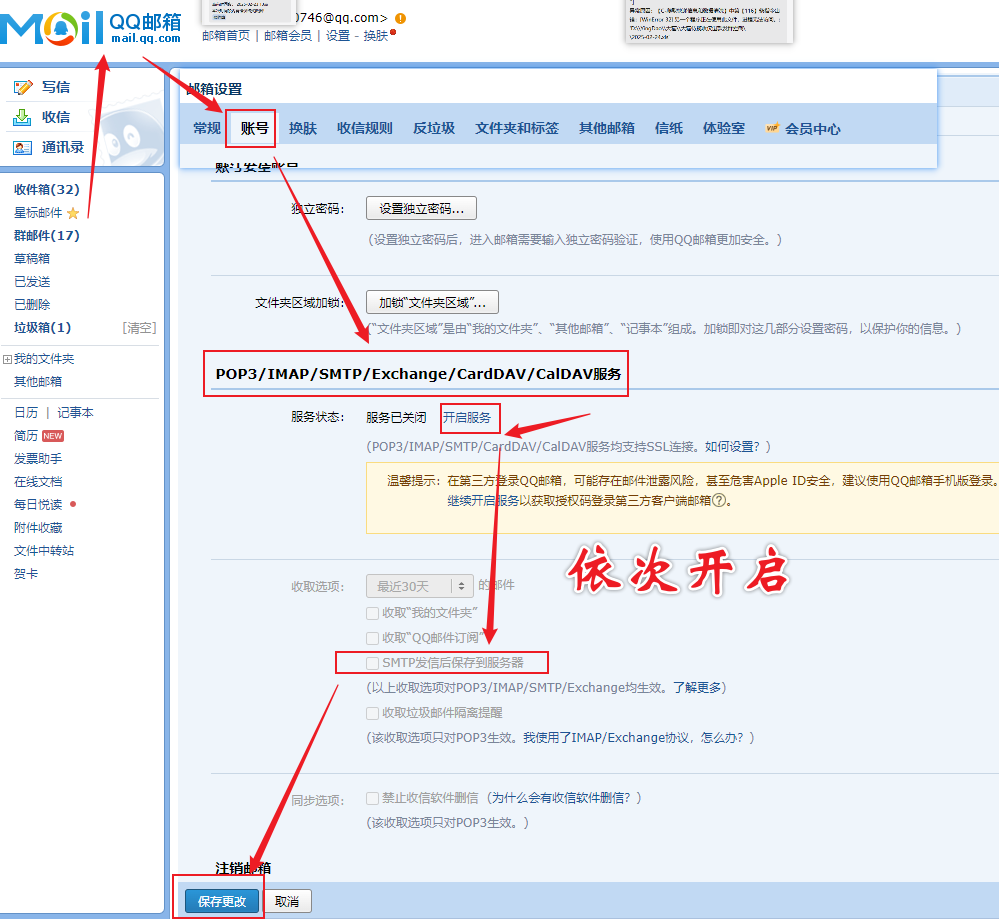 Mail QQ邮箱
mail.qq.com
0746@qq.com>
邮箱首页 | 邮箱会员 | 设置 - 换肤
写信
收信
通讯录
收件箱(32)
星标邮件
群邮件(17)
草稿箱
已发送
已删除
垃圾箱(1) [清空]
我的文件夹
其他邮箱
日历 | 记事本
简历 NEW
发票助手
在线文档
每日悦读
附件收藏
文件中转站
贺卡
邮箱设置
常规 账号 换肤 收信规则 反垃圾 文件夹和标签 其他邮箱 信纸 体验室 VIP 会员中心
独立密码: 设置独立密码...
(设置独立密码后，进入邮箱需要输入独立密码验证，使用QQ邮箱更加安全。)
文件夹区域加锁: 加锁“文件夹区域”...
(“文件夹区域”是由“我的文件夹”、“其他邮箱”、“记事本”组成。加锁即对这几部分设置密码，以保护你的信息。)
POP3/IMAP/SMTP/Exchange/CardDAV/CalDAV服务
服务状态: 服务已关闭 开启服务
(POP3/IMAP/SMTP/CardDAV/CalDAV服务均支持SSL连接。如何设置？)
温馨提示：在第三方登录QQ邮箱，可能存在邮件泄露风险，甚至危害Apple ID安全，建议使用QQ邮箱手机版登录。
继续开启服务以获取授权码登录第三方客户端邮箱?。
依次开启
收取选项: 最近30天 的邮件
收取“我的文件夹”
收取“QQ邮件订阅”
SMTP发信后保存到服务器
(以上收取选项对POP3/IMAP/SMTP/Exchange均生效。了解更多)
收取垃圾邮件隔离提醒
(该收取选项只对POP3生效。我使用了IMAP/Exchange协议，怎么办？)
同步选项: 禁止收信软件删信 (为什么会有收信软件删信？)
(该收取选项只对POP3生效。)
注销邮箱
保存更改 取消